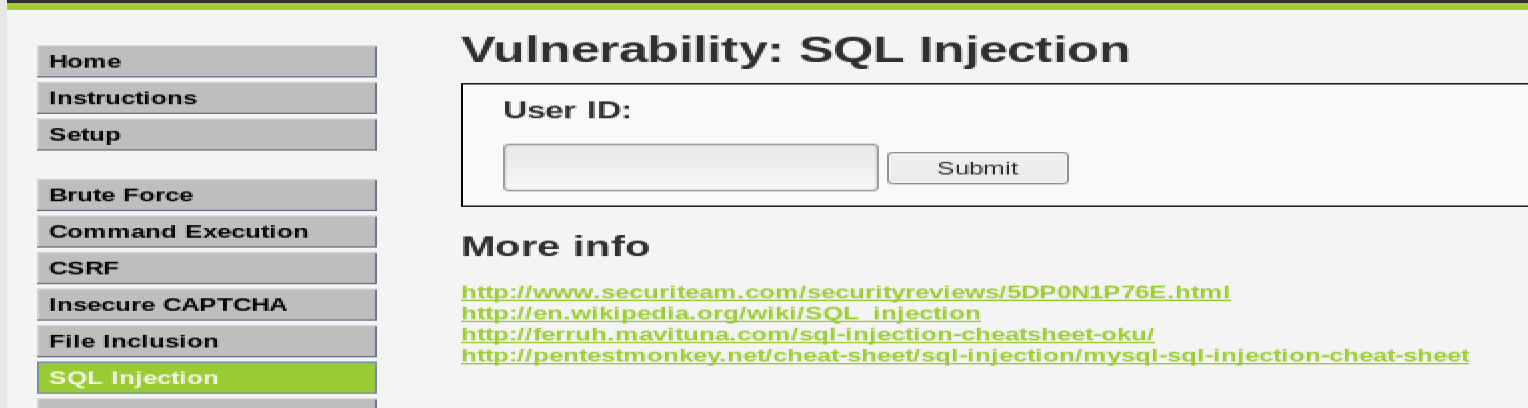 Home
Instructions
Setup
Brute Force
Command Execution
CSRF
Insecure CAPTCHA
File Inclusion
SQL Injection
Vulnerability: SQL Injection
User ID:
Submit
More info
http://www.securiteam.com/securityreviews/5DP0N1P76E.html
http://en.wikipedia.org/wiki/SQL_injection
http://ferruh.mavituna.com/sql-injection-cheatsheet-oku/
http://pentestmonkey.net/cheat-sheet/sql-injection/mysql-sql-injection-cheat-sheet